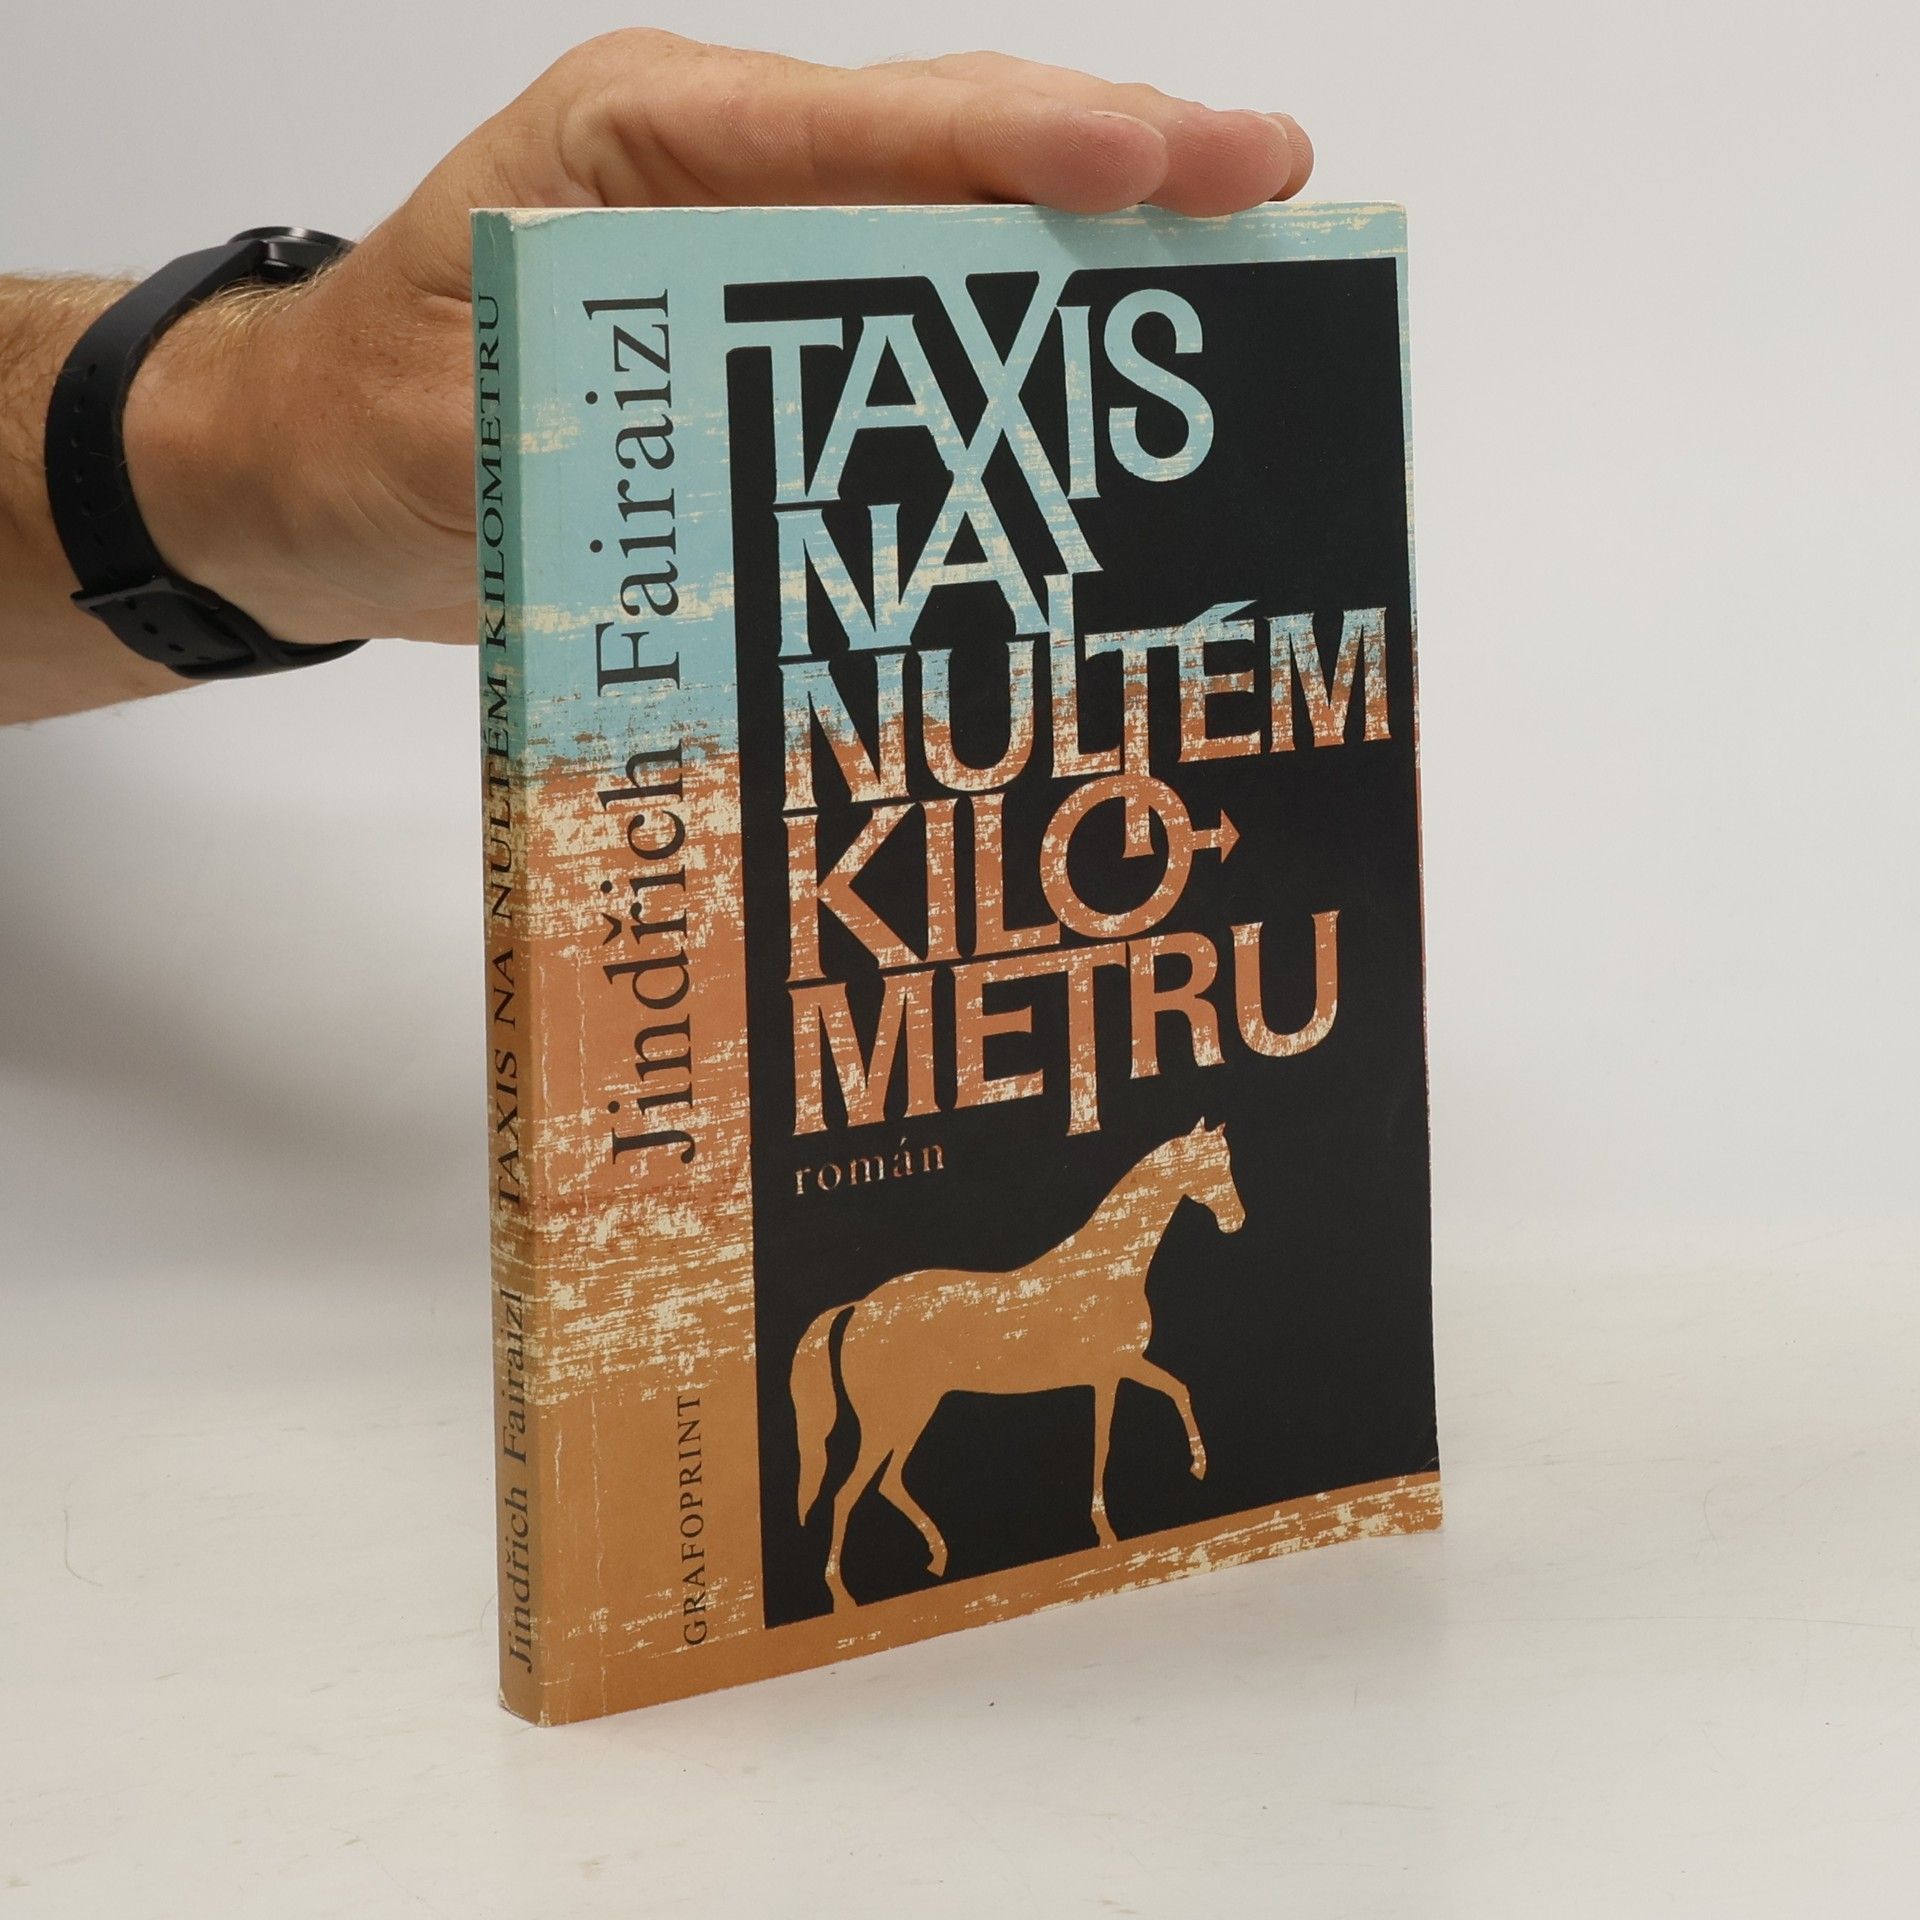 TAXIS NA NULTÉM KILOMETRU
Jindřich Fairaizl
Jindřich Fairaizl
TAXIS
NA
NULTÉM
KILO
METRU
román
GRAFOPRINT